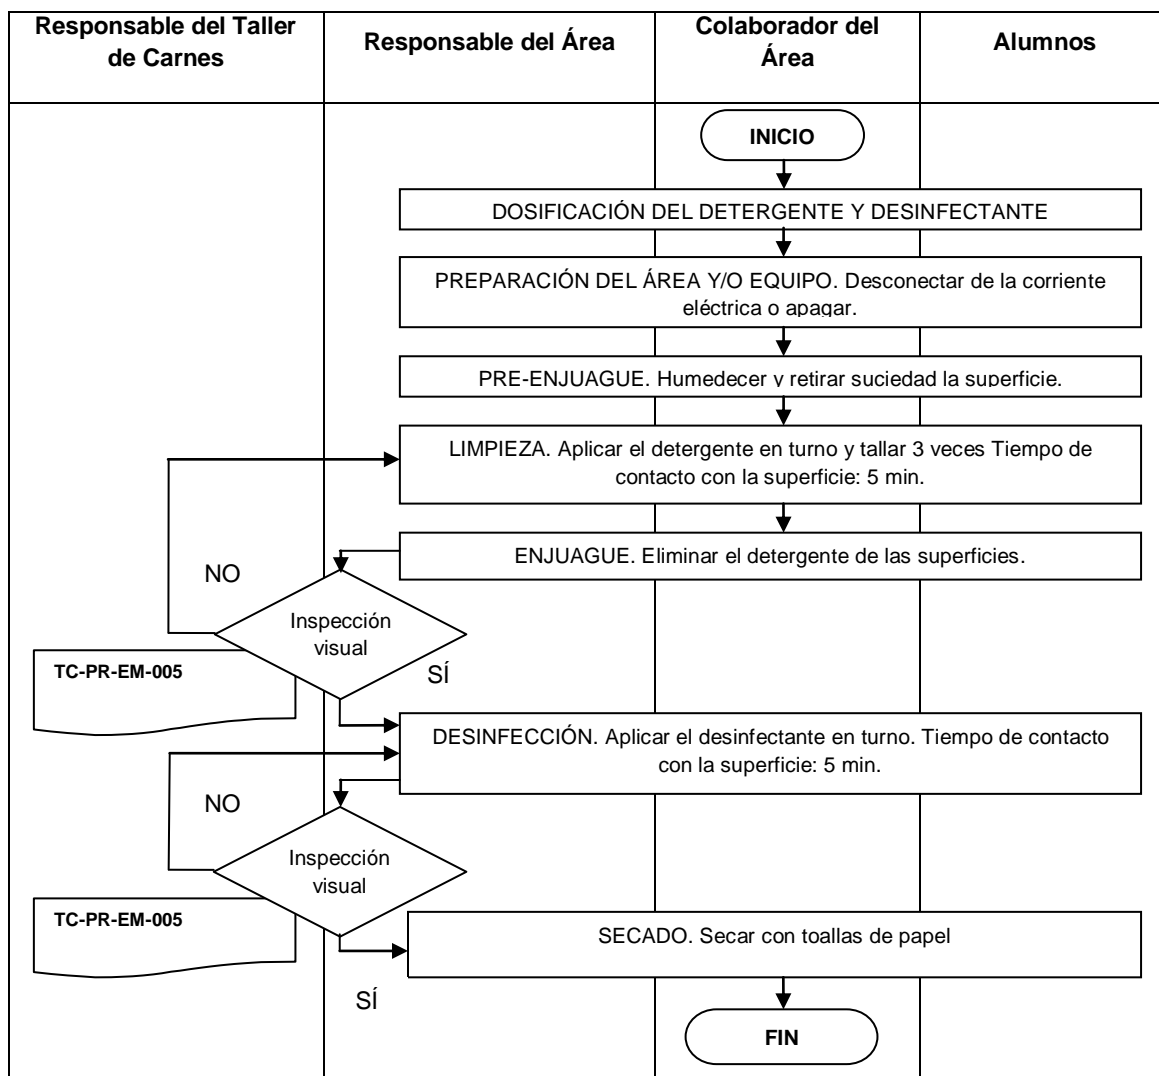 Responsable del Taller
de Carnes
Responsable del Área
Colaborador del
Área
Alumnos
INICIO
DOSIFICACIÓN DEL DETERGENTE Y DESINFECTANTE
PREPARACIÓN DEL ÁREA Y/O EQUIPO. Desconectar de la corriente
eléctrica o apagar.
PRE-ENJUAGUE. Humedecer y retirar suciedad la superficie.
LIMPIEZA. Aplicar el detergente en turno y tallar 3 veces Tiempo de
contacto con la superficie: 5 min.
ENJUAGUE. Eliminar el detergente de las superficies.
NO
Inspección
visual
SÍ
TC-PR-EM-005
DESINFECCIÓN. Aplicar el desinfectante en turno. Tiempo de contacto
con la superficie: 5 min.
NO
Inspección
visual
TC-PR-EM-005
SECADO. Secar con toallas de papel
SÍ
FIN